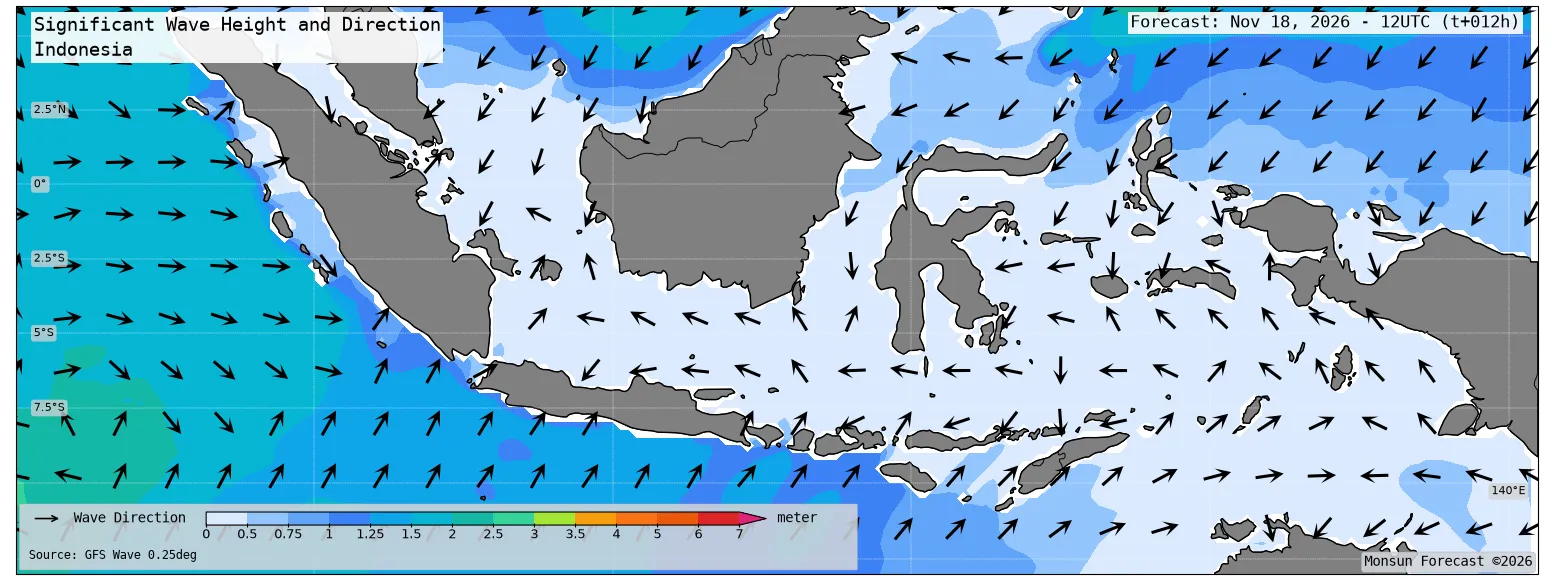 Significant Wave Height and Direction
Indonesia
Forecast: Nov 18, 2026 - 12UTC (t+012h)
2.5°N
0°
2.5°S
5°S
7.5°S
140°E
Wave Direction
0 0.5 0.75 1 1.25 1.5 2 2.5 3 3.5 4 5 6 7
meter
Source: GFS Wave 0.25deg
Monsun Forecast ©2026